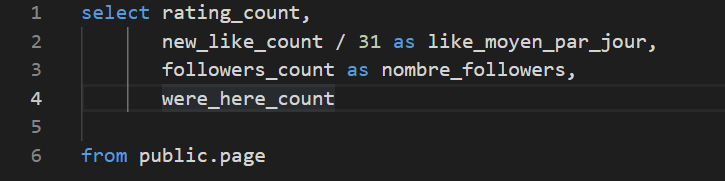 1 select rating_count,
2 new_like_count / 31 as like_moyen_par_jour,
3 followers_count as nombre_followers,
4 were_here_count
5
6 from public.page